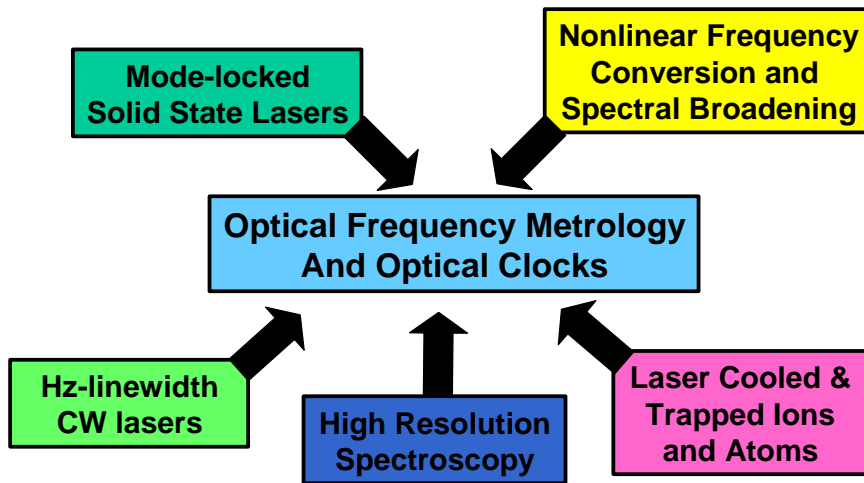 Mode-locked
Solid State Lasers
Nonlinear Frequency
Conversion and
Spectral Broadening
Optical Frequency Metrology
And Optical Clocks
Hz-linewidth
CW lasers
High Resolution
Spectroscopy
Laser Cooled &
Trapped Ions
and Atoms